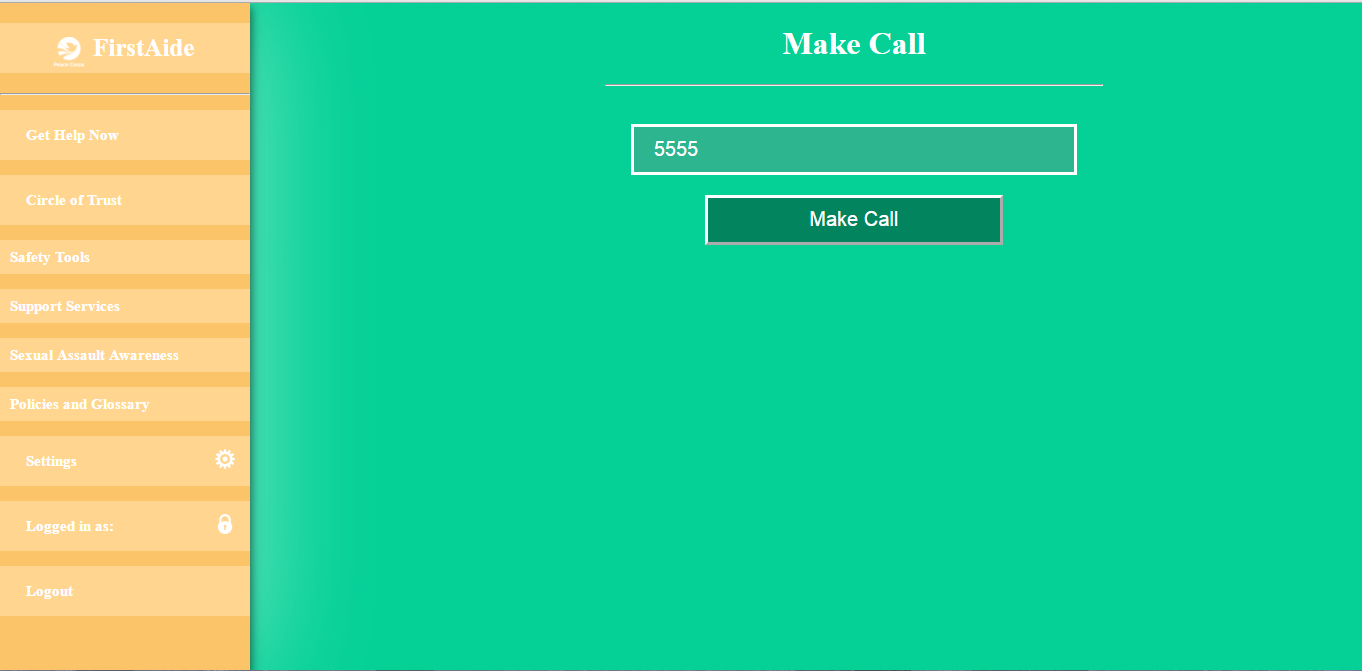 FirstAide
Get Help Now
Circle of Trust
Safety Tools
Support Services
Sexual Assault Awareness
Policies and Glossary
Settings
Logged in as:
Logout
Make Call
5555
Make Call